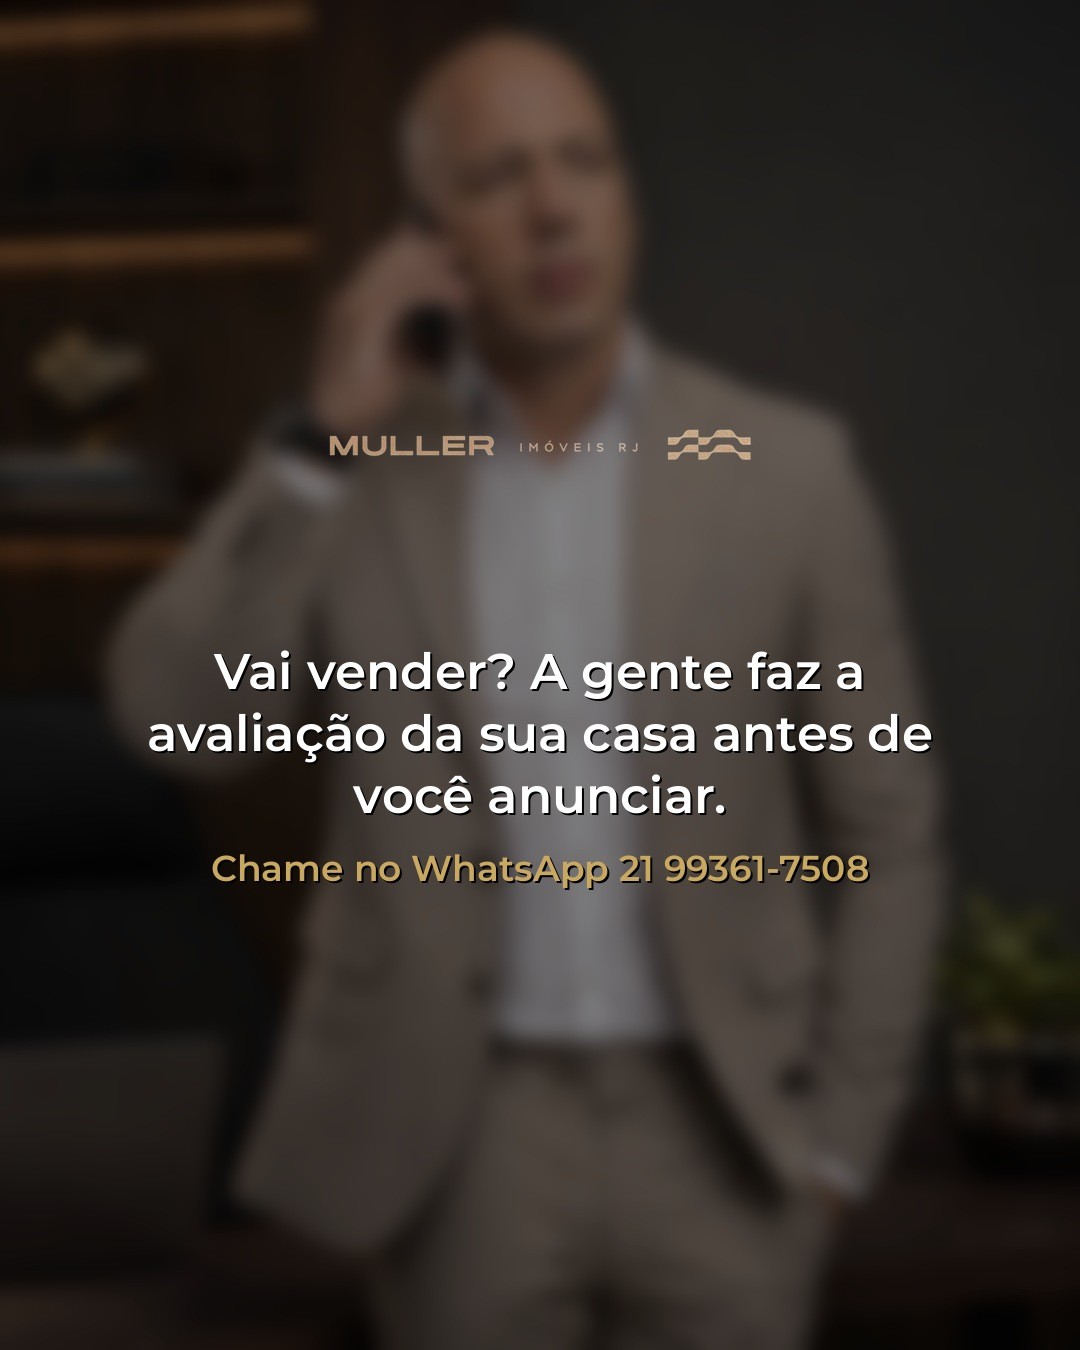 MULLER IMÓVEIS RJ
Vai vender? A gente faz a
avaliação da sua casa antes de
você anunciar.
Chame no WhatsApp 21 99361-7508